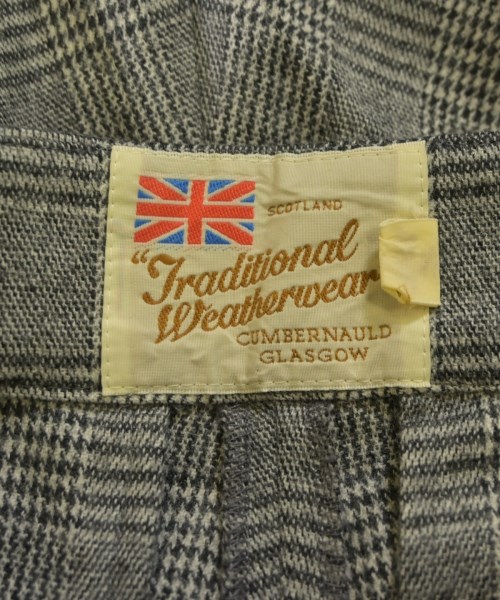 SCOTLAND
"Traditional
Weatherwear
CUMBERNAULD
GLASGOW